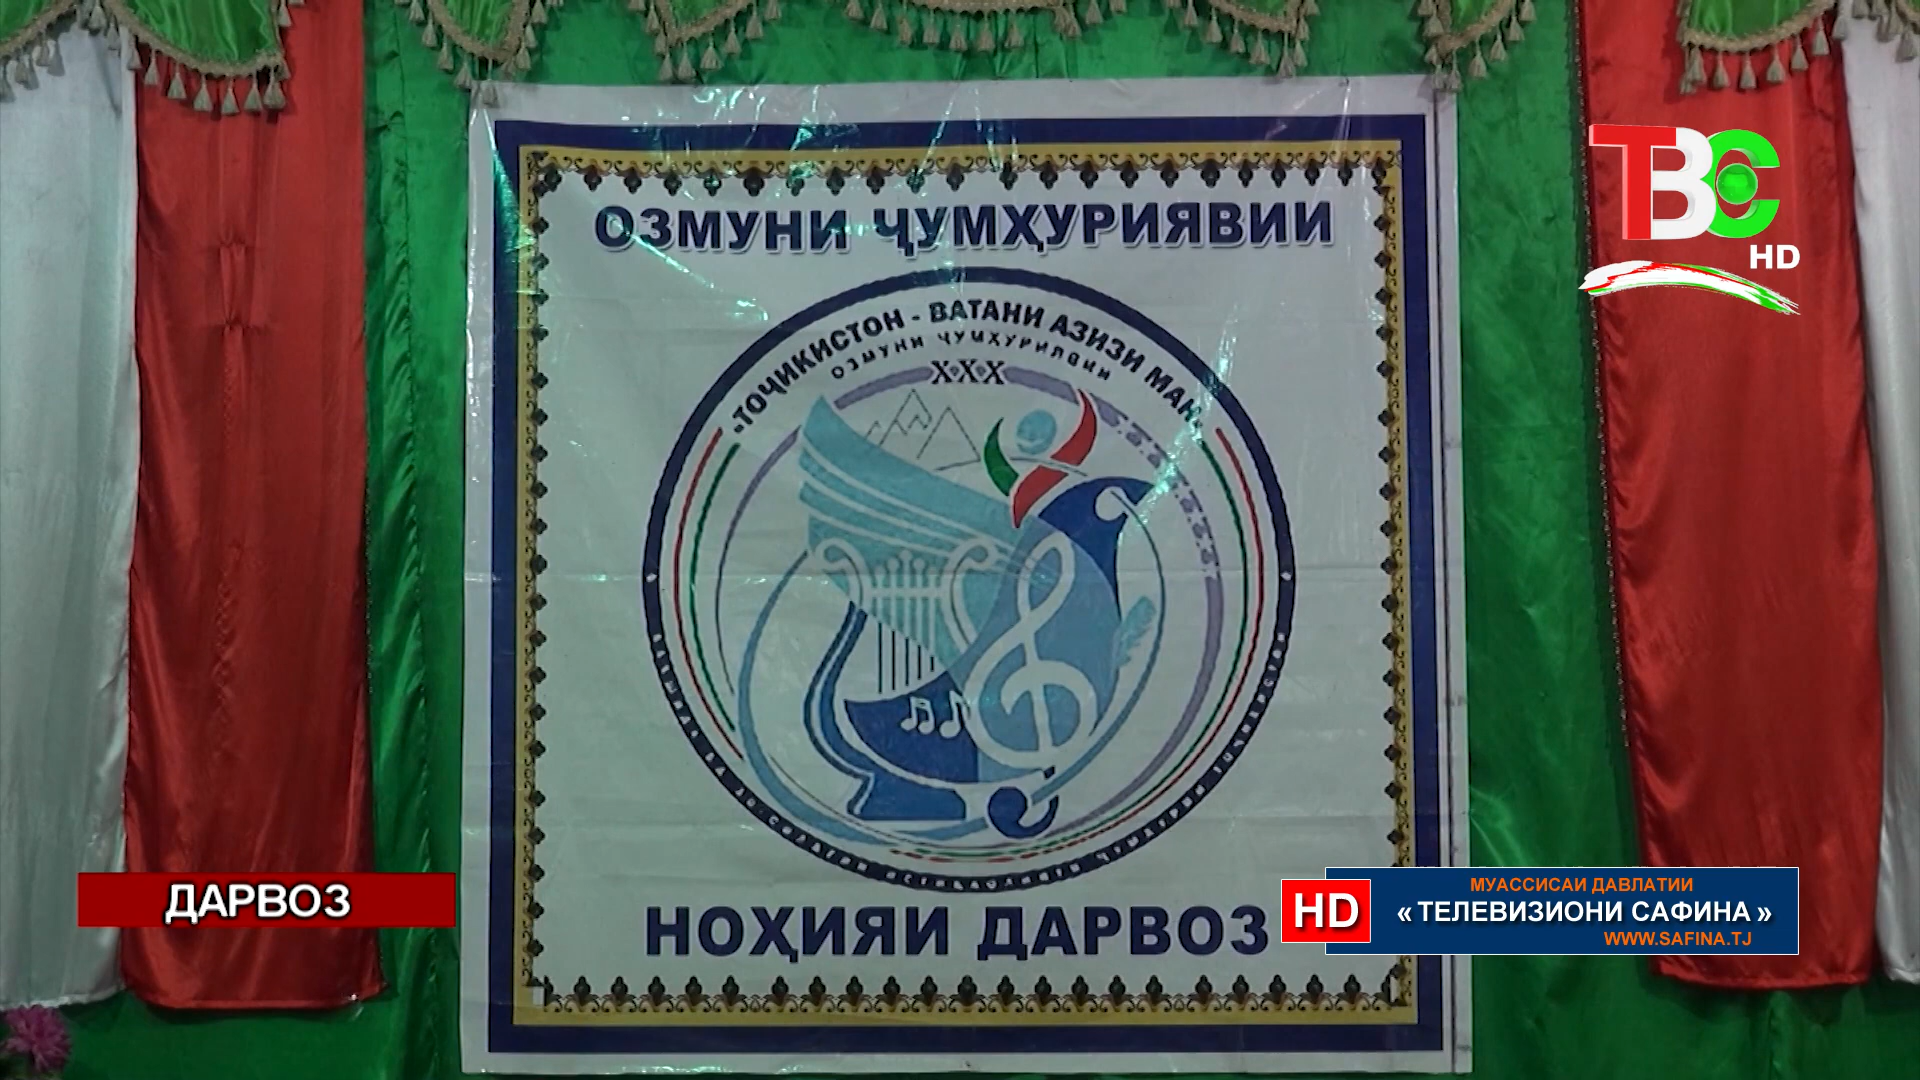 ОЗМУНИ ҶУМҲУРИЯВИИ
ТВС
HD
«ТОҶИКИСТОН - ВАТАНИ АЗИЗИ МАН»
ОЗМУНИ ҶУМҲУРИЯВИИ
XXX
НОҲИЯИ ДАРВОЗ
ДАРВОЗ
HD
МУАССИСАИ ДАВЛАТИИ
«ТЕЛЕВИЗИОНИ САФИНА»
WWW.SAFINA.TJ